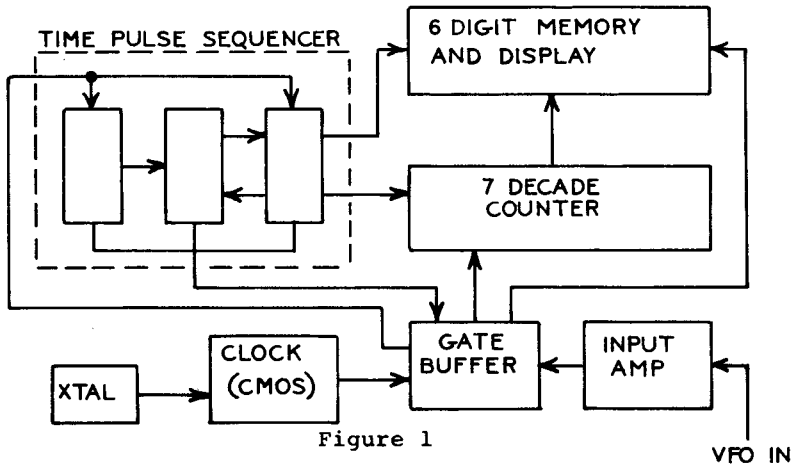 TIME PULSE SEQUENCER
6 DIGIT MEMORY
AND DISPLAY
7 DECADE
COUNTER
GATE
BUFFER
INPUT
AMP
CLOCK
(CMOS)
XTAL
Figure 1
VFO IN